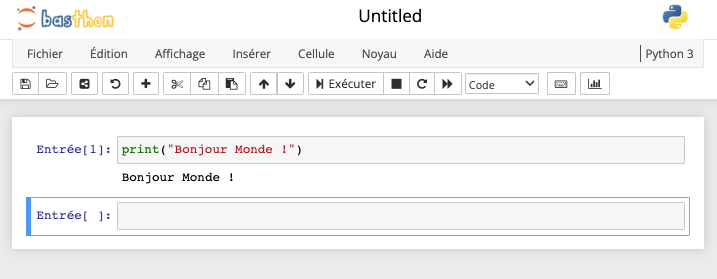 basthon
Untitled
Fichier Édition Affichage Insérer Cellule Noyau Aide Python 3
Exécuter Code
Entrée[1]: print("Bonjour Monde !")
Bonjour Monde !
Entrée[ ]: